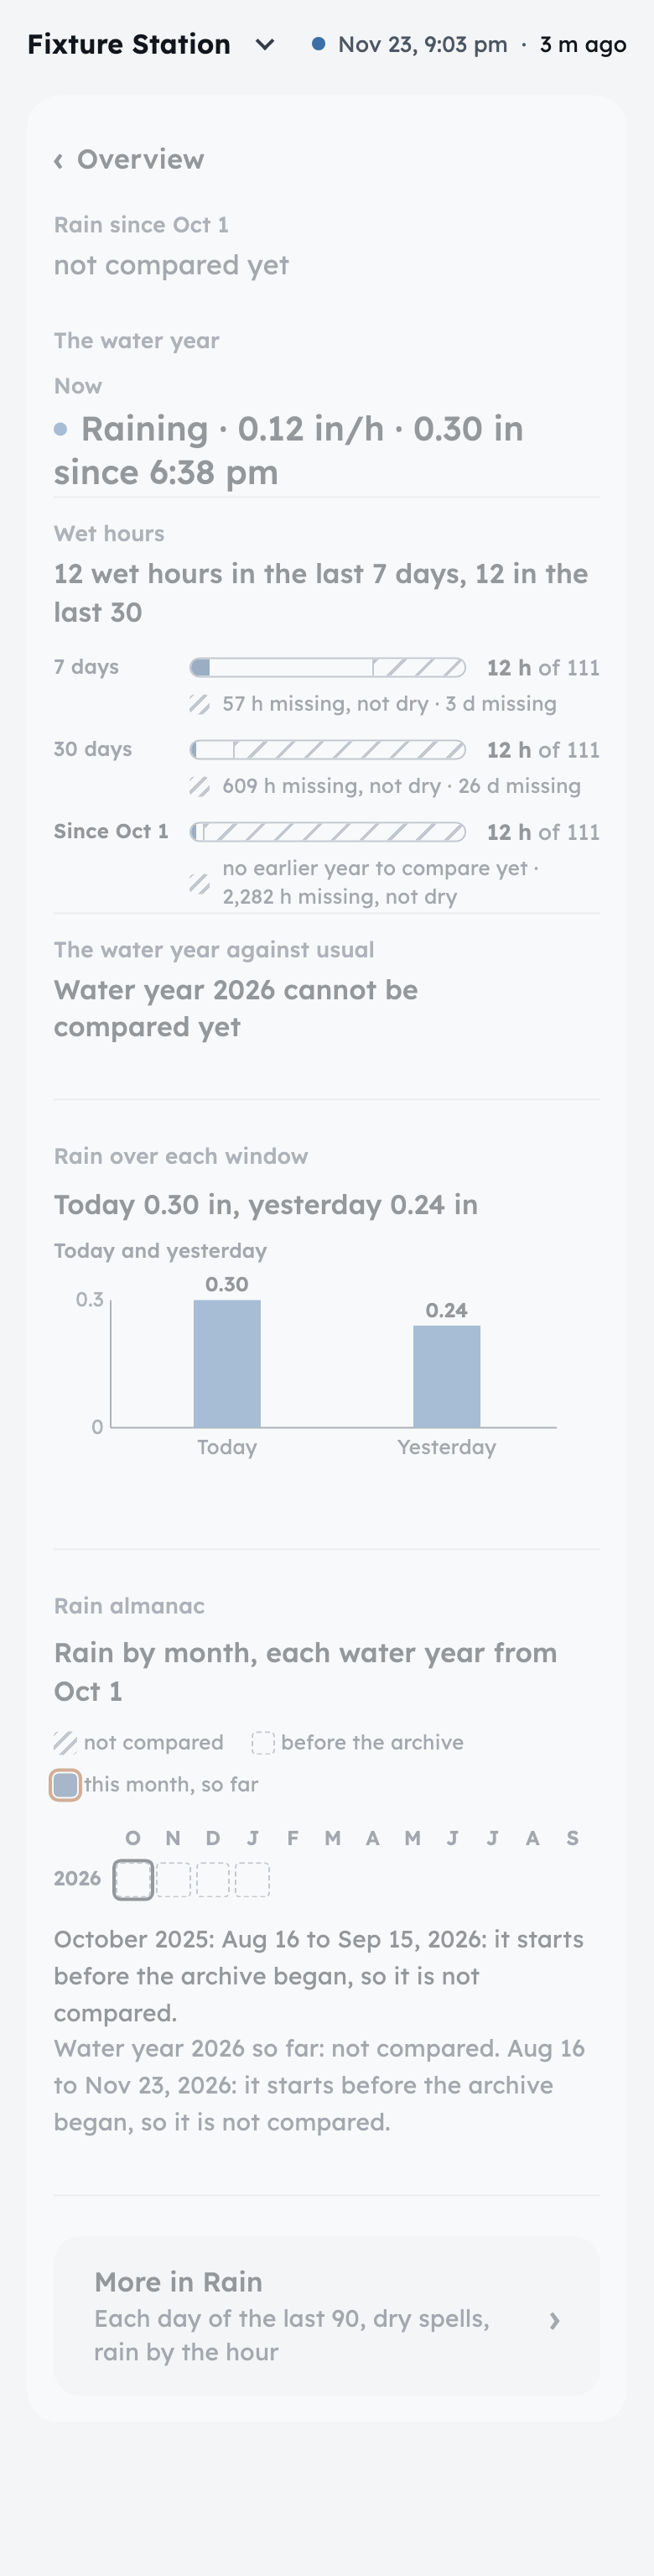 Fixture Station
Nov 23, 9:03 pm · 3 m ago
‹ Overview
Rain since Oct 1
not compared yet
The water year
Now
Raining · 0.12 in/h · 0.30 in
since 6:38 pm
Wet hours
12 wet hours in the last 7 days, 12 in the
last 30
7 days
12 h of 111
57 h missing, not dry · 3 d missing
30 days
12 h of 111
609 h missing, not dry · 26 d missing
Since Oct 1
12 h of 111
no earlier year to compare yet ·
2,282 h missing, not dry
The water year against usual
Water year 2026 cannot be
compared yet
Rain over each window
Today 0.30 in, yesterday 0.24 in
Today and yesterday
0.30
0.3
0.24
0
Today Yesterday
Rain almanac
Rain by month, each water year from
Oct 1
not compared before the archive
this month, so far
O N D J F M A M J J A S
2026
October 2025: Aug 16 to Sep 15, 2026: it starts
before the archive began, so it is not
compared.
Water year 2026 so far: not compared. Aug 16
to Nov 23, 2026: it starts before the archive
began, so it is not compared.
More in Rain
Each day of the last 90, dry spells,
rain by the hour
›